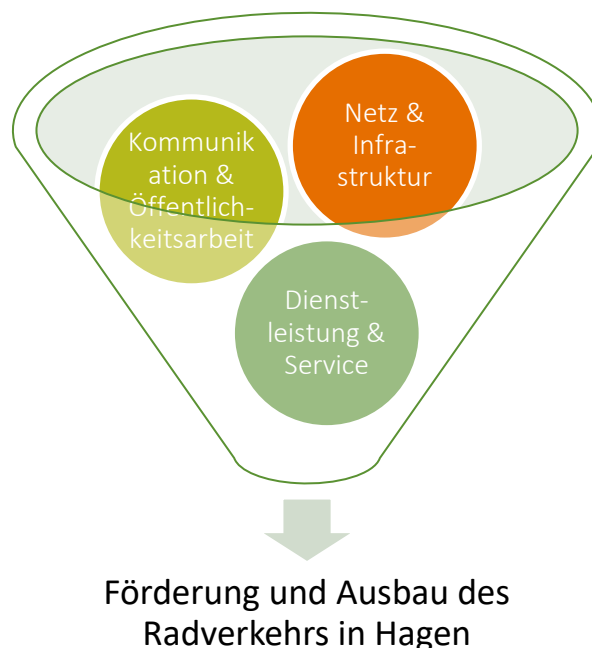 Kommunik
ation &
Öffentlich-
keitsarbeit
Netz &
Infra-
struktur
Dienst-
leistung &
Service
Förderung und Ausbau des
Radverkehrs in Hagen